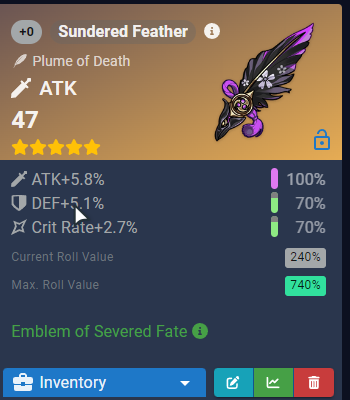 +0 Sundered Feather
Plume of Death
ATK
47
ATK+5.8% 100%
DEF+5.1% 70%
Crit Rate+2.7% 70%
Current Roll Value 240%
Max. Roll Value 740%
Emblem of Severed Fate
Inventory